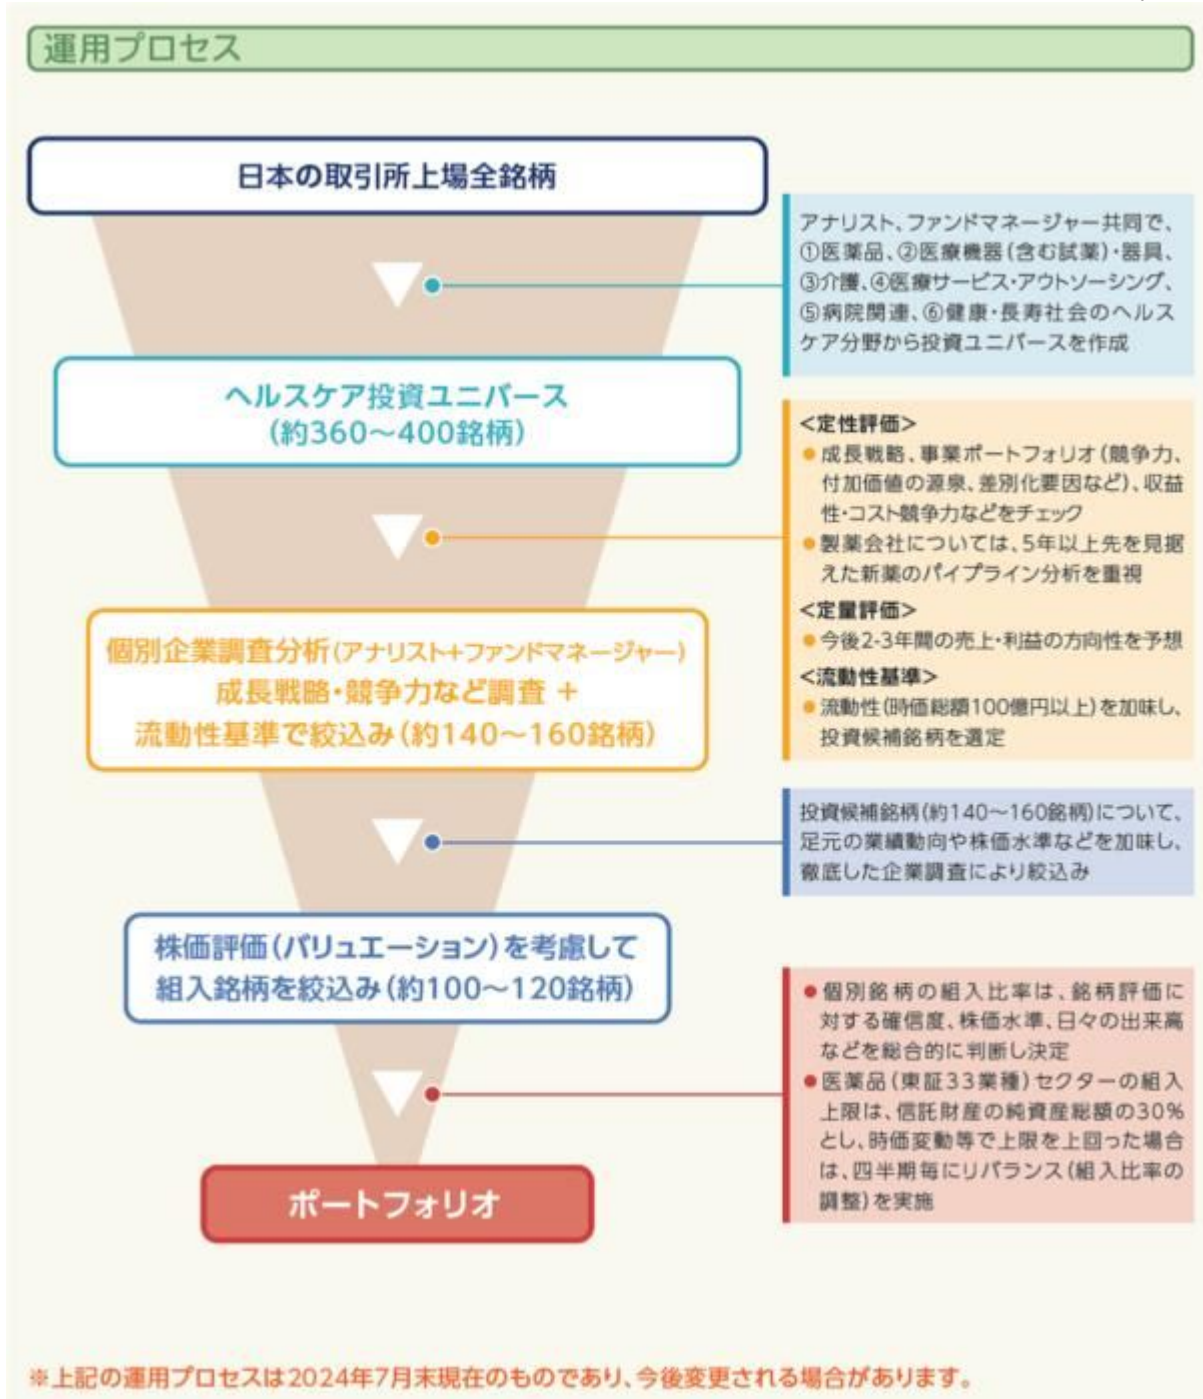 運用プロセス
日本の取引所上場全銘柄
アナリスト、ファンドマネージャー共同で、
①医薬品、②医療機器(含む試薬)・器具、
③介護、④医療サービス・アウトソーシング、
⑤病院関連、⑥健康・長寿社会のヘルス
ケア分野から投資ユニバースを作成
ヘルスケア投資ユニバース
(約360〜400銘柄)
<定性評価>
●成長戦略、事業ポートフォリオ(競争力、
付加価値の源泉、差別化要因など)、収益
性・コスト競争力などをチェック
●製薬会社については、5年以上先を見据
えた新薬のパイプライン分析を重視
<定量評価>
●今後2-3年間の売上・利益の方向性を予想
<流動性基準>
●流動性(時価総額100億円以上)を加味し、
投資候補銘柄を選定
個別企業調査分析(アナリスト+ファンドマネージャー)
成長戦略・競争力など調査 +
流動性基準で絞込み(約140〜160銘柄)
投資候補銘柄(約140〜160銘柄)について、
足元の業績動向や株価水準などを加味し、
徹底した企業調査により絞込み
株価評価(バリュエーション)を考慮して
組入銘柄を絞込み(約100〜120銘柄)
●個別銘柄の組入比率は、銘柄評価に
対する確信度、株価水準、日々の出来高
などを総合的に判断し決定
●医薬品(東証33業種)セクターの組入
上限は、信託財産の純資産総額の30%
とし、時価変動等で上限を上回った場合
は、四半期毎にリバランス(組入比率の
調整)を実施
ポートフォリオ
※上記の運用プロセスは2024年7月末現在のものであり、今後変更される場合があります。